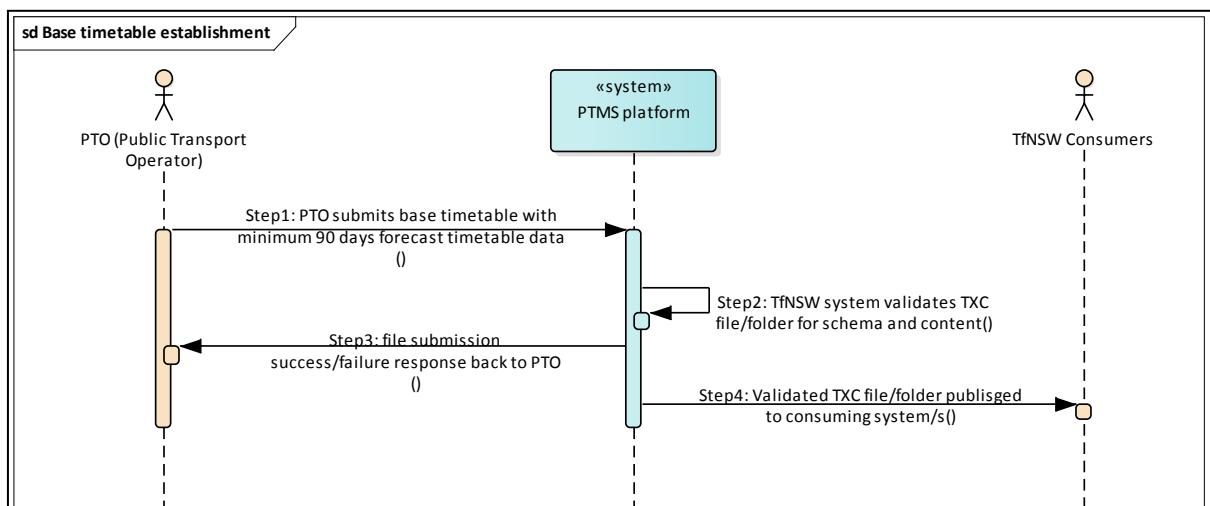 sd Base timetable establishment
PTO (Public Transport
Operator)
«system»
PTMS platform
TfNSW Consumers
Step1: PTO submits base timetable with
minimum 90 days forecast timetable data
()
Step2: TfNSW system validates TXC
file/folder for schema and content()
Step3: file submission
success/failure response back to PTO
()
Step4: Validated TXC file/folder publisged
to consuming system/s()